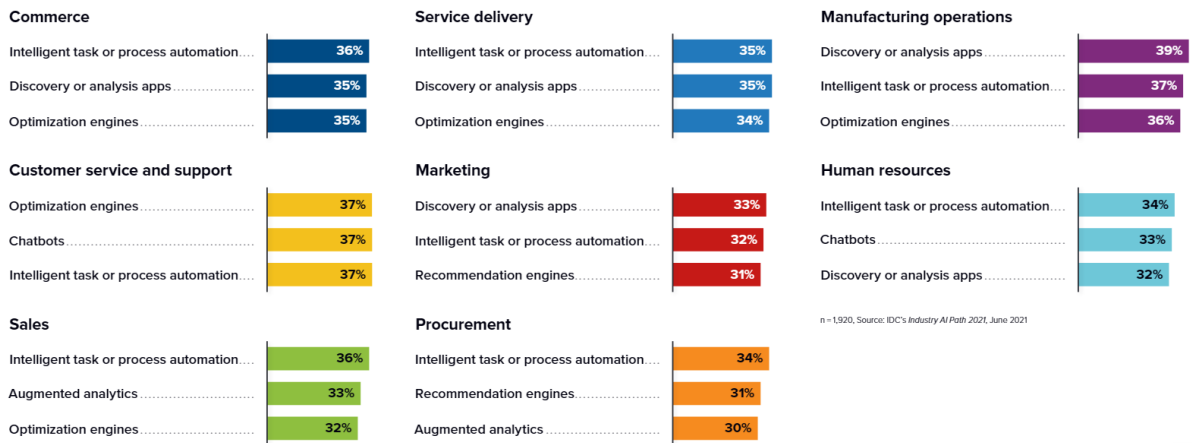 Commerce
Intelligent task or process automation 36%
Discovery or analysis apps 35%
Optimization engines 35%
Service delivery
Intelligent task or process automation 35%
Discovery or analysis apps 35%
Optimization engines 34%
Manufacturing operations
Discovery or analysis apps 39%
Intelligent task or process automation 37%
Optimization engines 36%
Customer service and support
Optimization engines 37%
Chatbots 37%
Intelligent task or process automation 37%
Marketing
Discovery or analysis apps 33%
Intelligent task or process automation 32%
Recommendation engines 31%
Human resources
Intelligent task or process automation 34%
Chatbots 33%
Discovery or analysis apps 32%
Sales
Intelligent task or process automation 36%
Augmented analytics 33%
Optimization engines 32%
Procurement
Intelligent task or process automation 34%
Recommendation engines 31%
Augmented analytics 30%
n = 1,920, Source: IDC's Industry AI Path 2021, June 2021